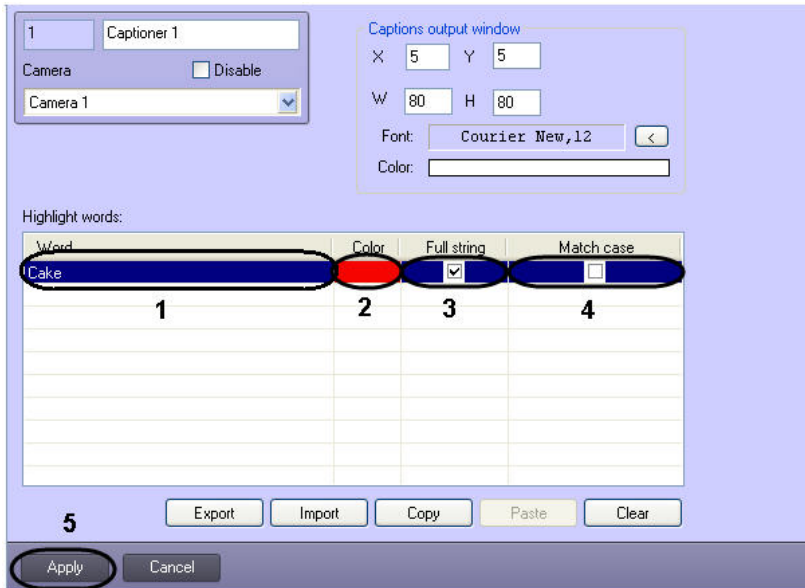 1 Captioner 1
Camera Disable
Camera 1
Captions output window
X 5 Y 5
W 80 H 80
Font: Courier New,12 <
Color:
Highlight words:
Word Color Full string Match case
Cake
1 2 3 4
Export Import Copy Paste Clear
5
Apply Cancel